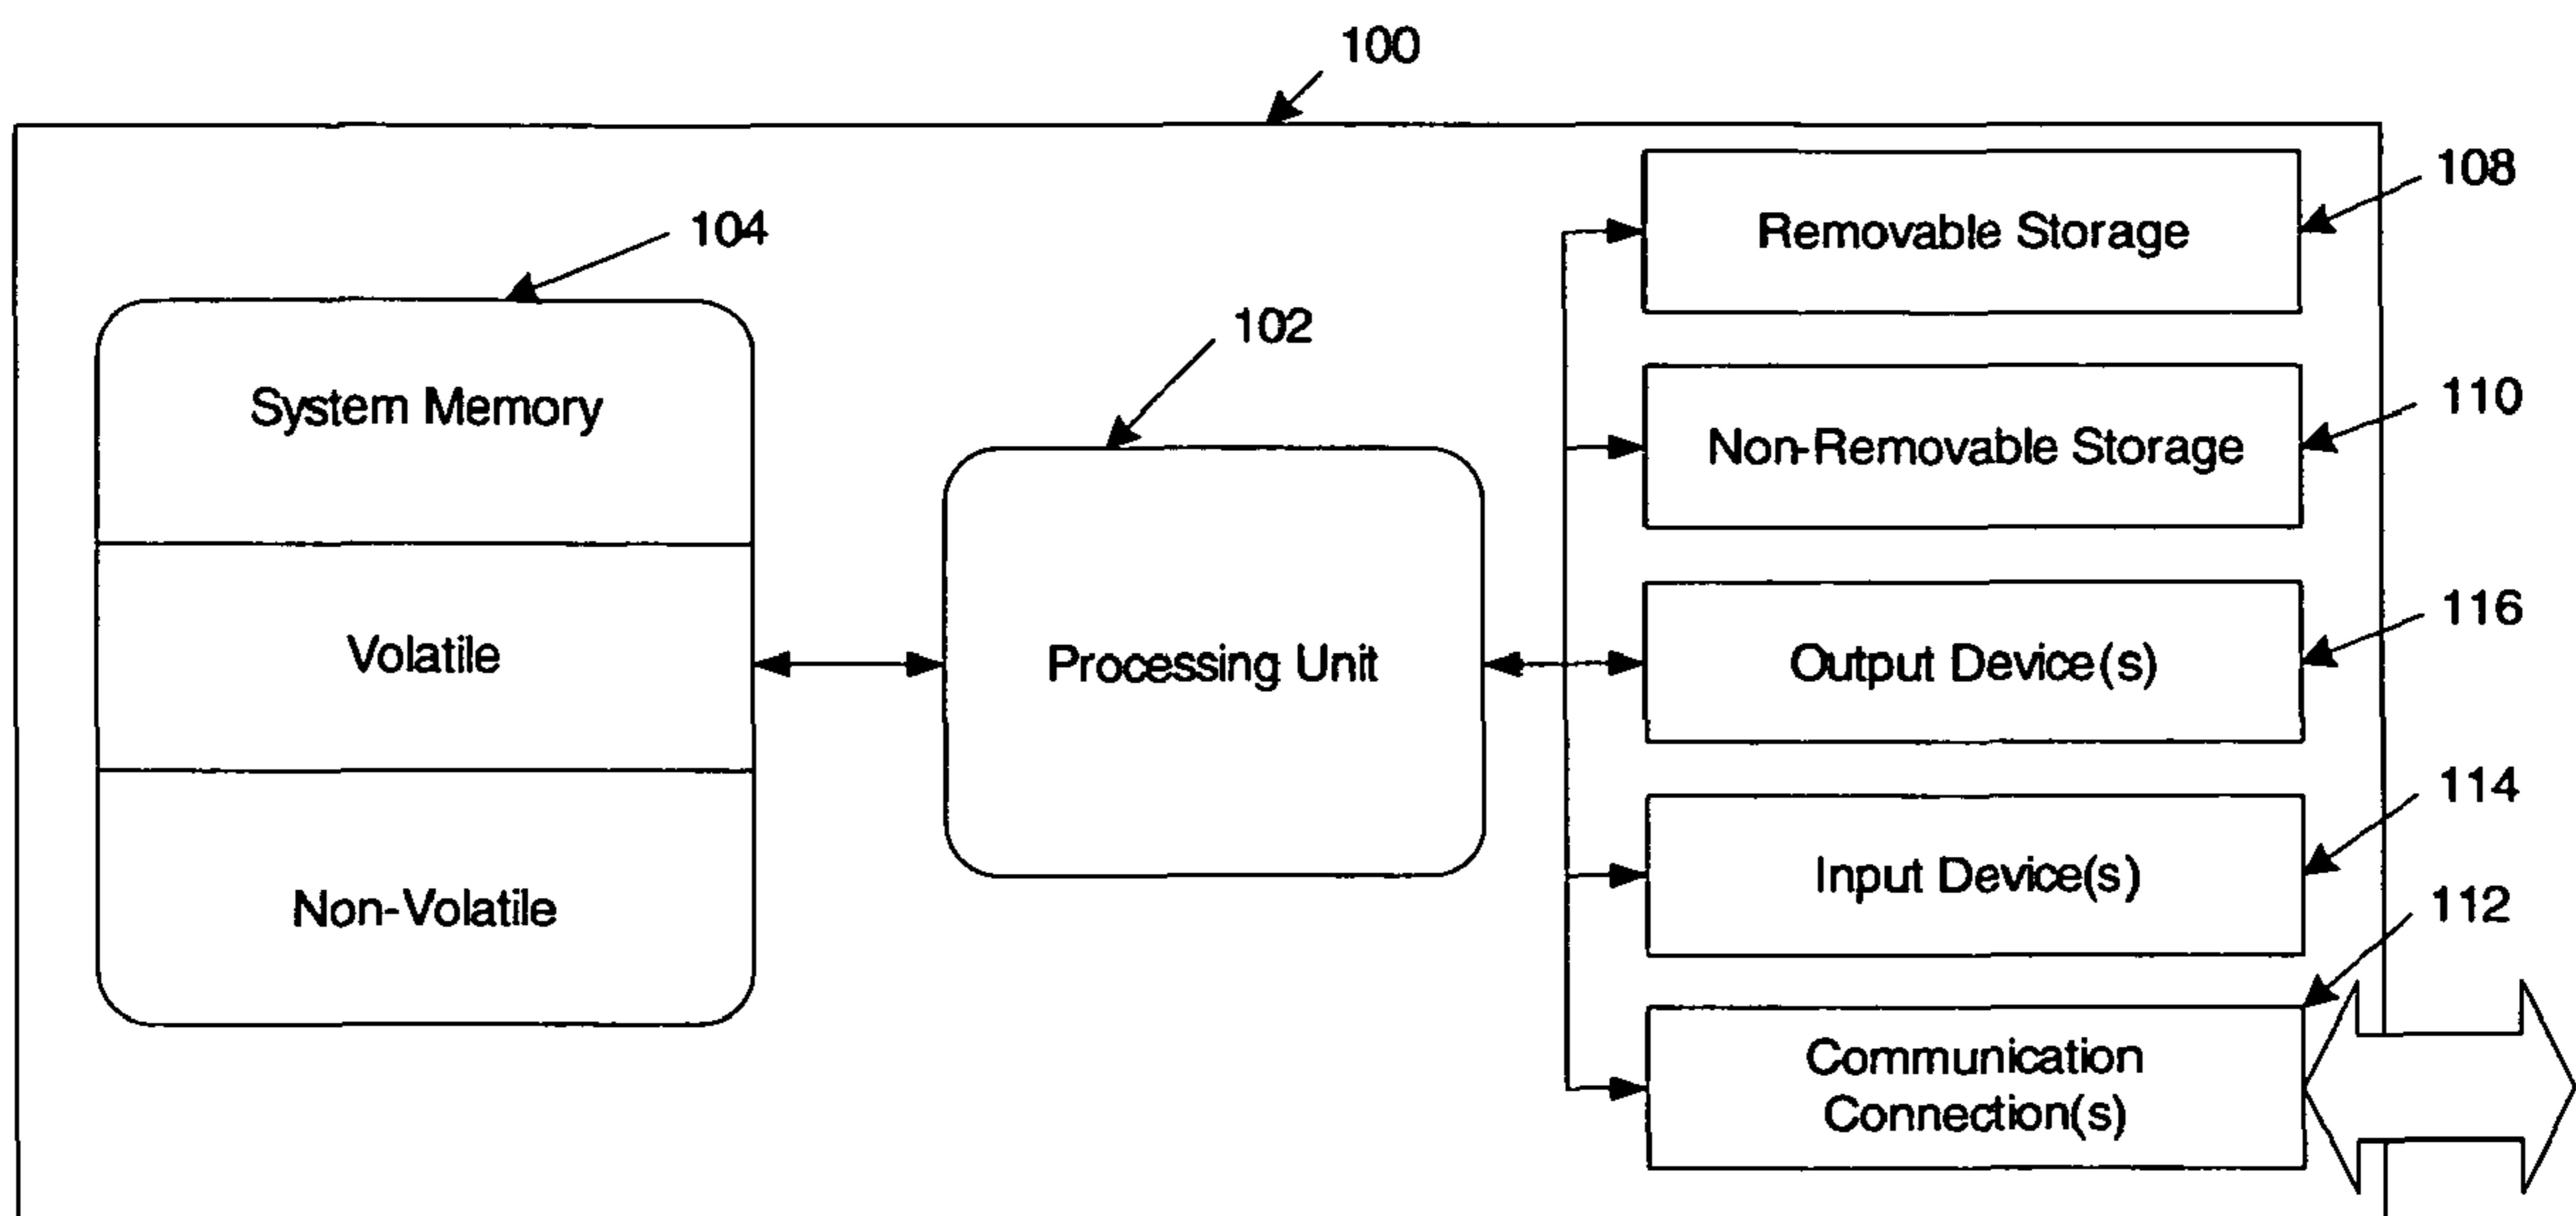 100
108
Removable Storage
104
102
System Memory
110
Non-Removable Storage
116
Volatile
Processing Unit
Output Device(s)
114
Input Device(s)
112
Non-Volatile
Communication
Connection(s)